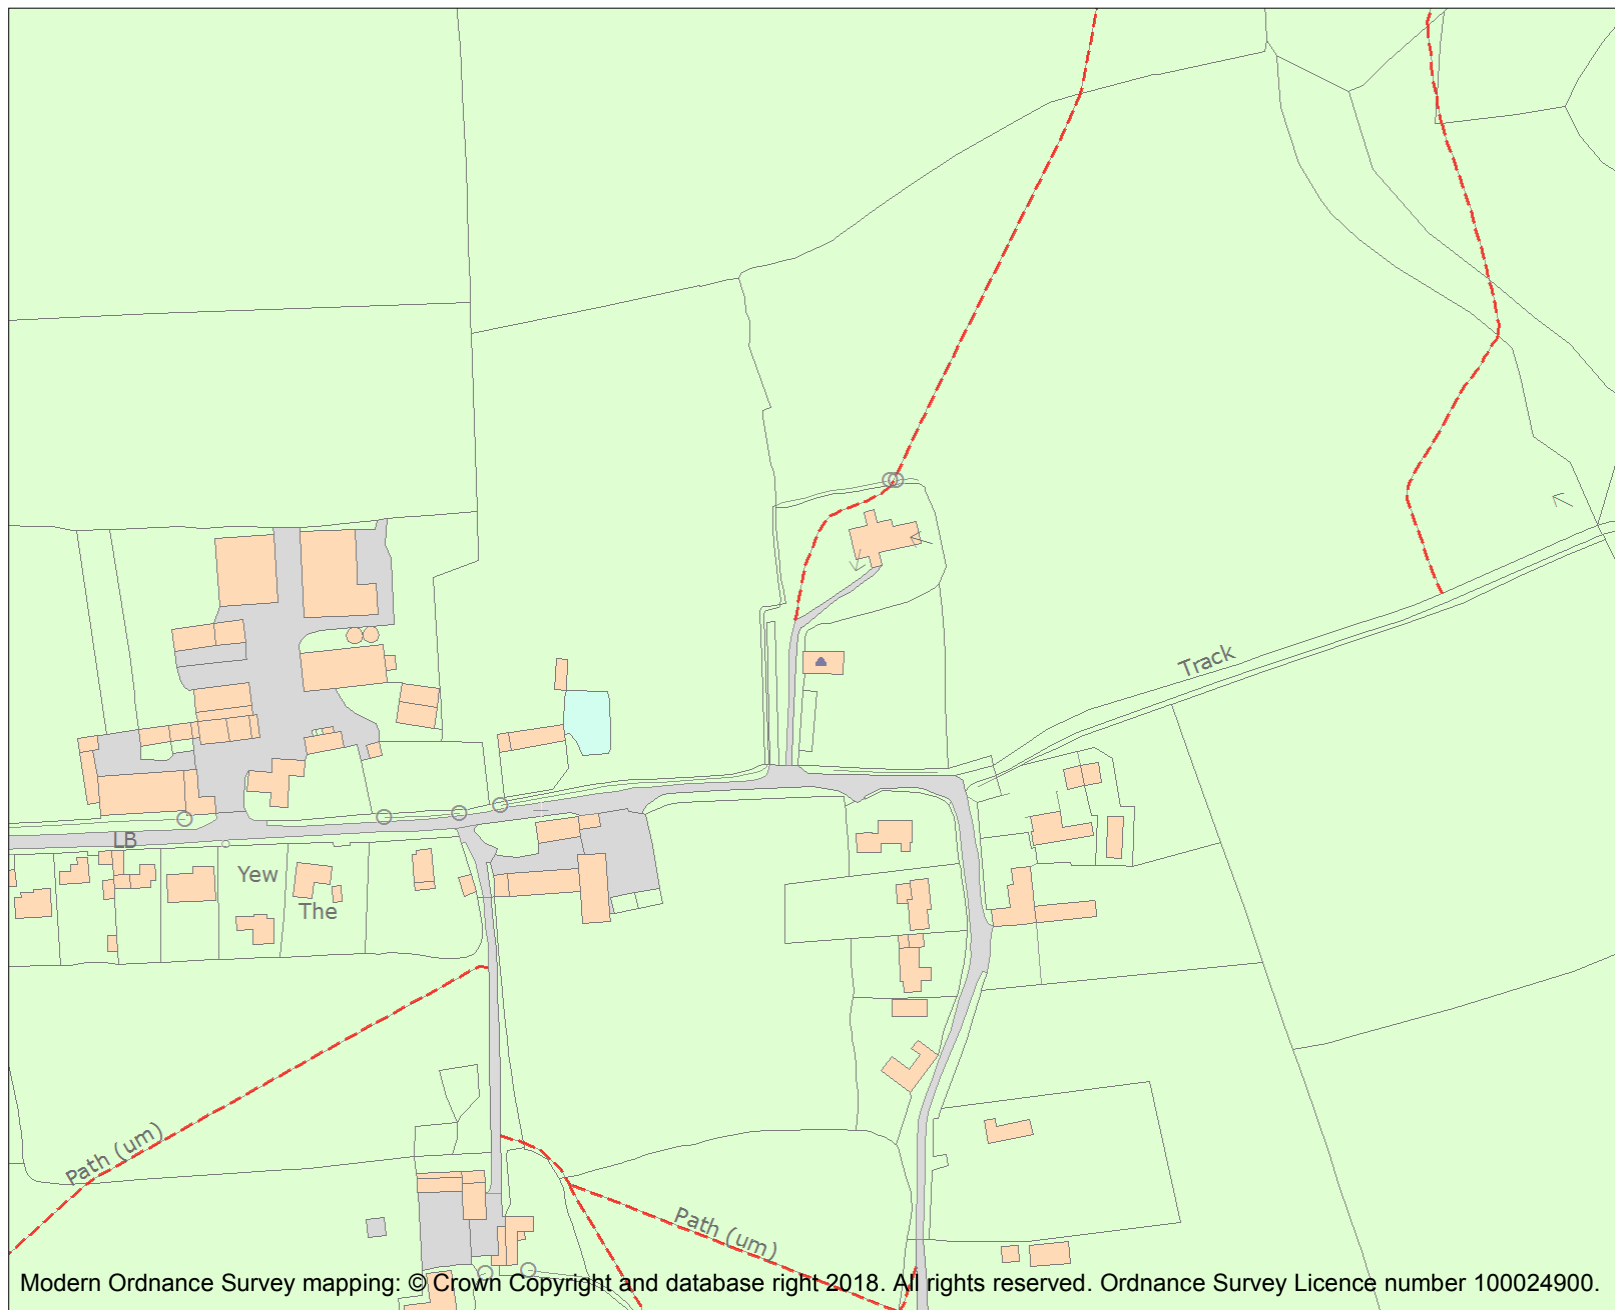 Track
LB
Yew
The
Path (um)
Path (um)
Modern Ordnance Survey mapping: © Crown Copyright and database right 2018. All rights reserved. Ordnance Survey Licence number 100024900.